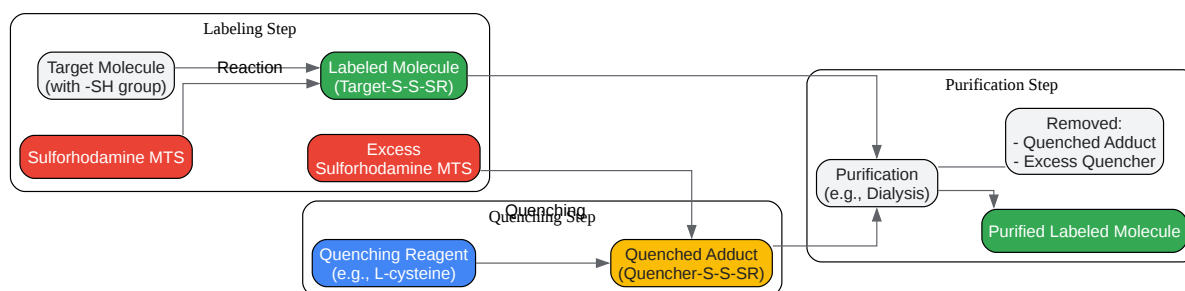 Labeling Step
Target Molecule
(with -SH group)
Reaction
Labeled Molecule
(Target-S-S-SR)
Sulforhodamine MTS
Excess
Sulforhodamine MTS
Quenching
Quenching Step
Quenching Reagent
(e.g., L-cysteine)
Quenched Adduct
(Quencher-S-S-SR)
Purification Step
Removed:
- Quenched Adduct
- Excess Quencher
Purification
(e.g., Dialysis)
Purified Labeled Molecule